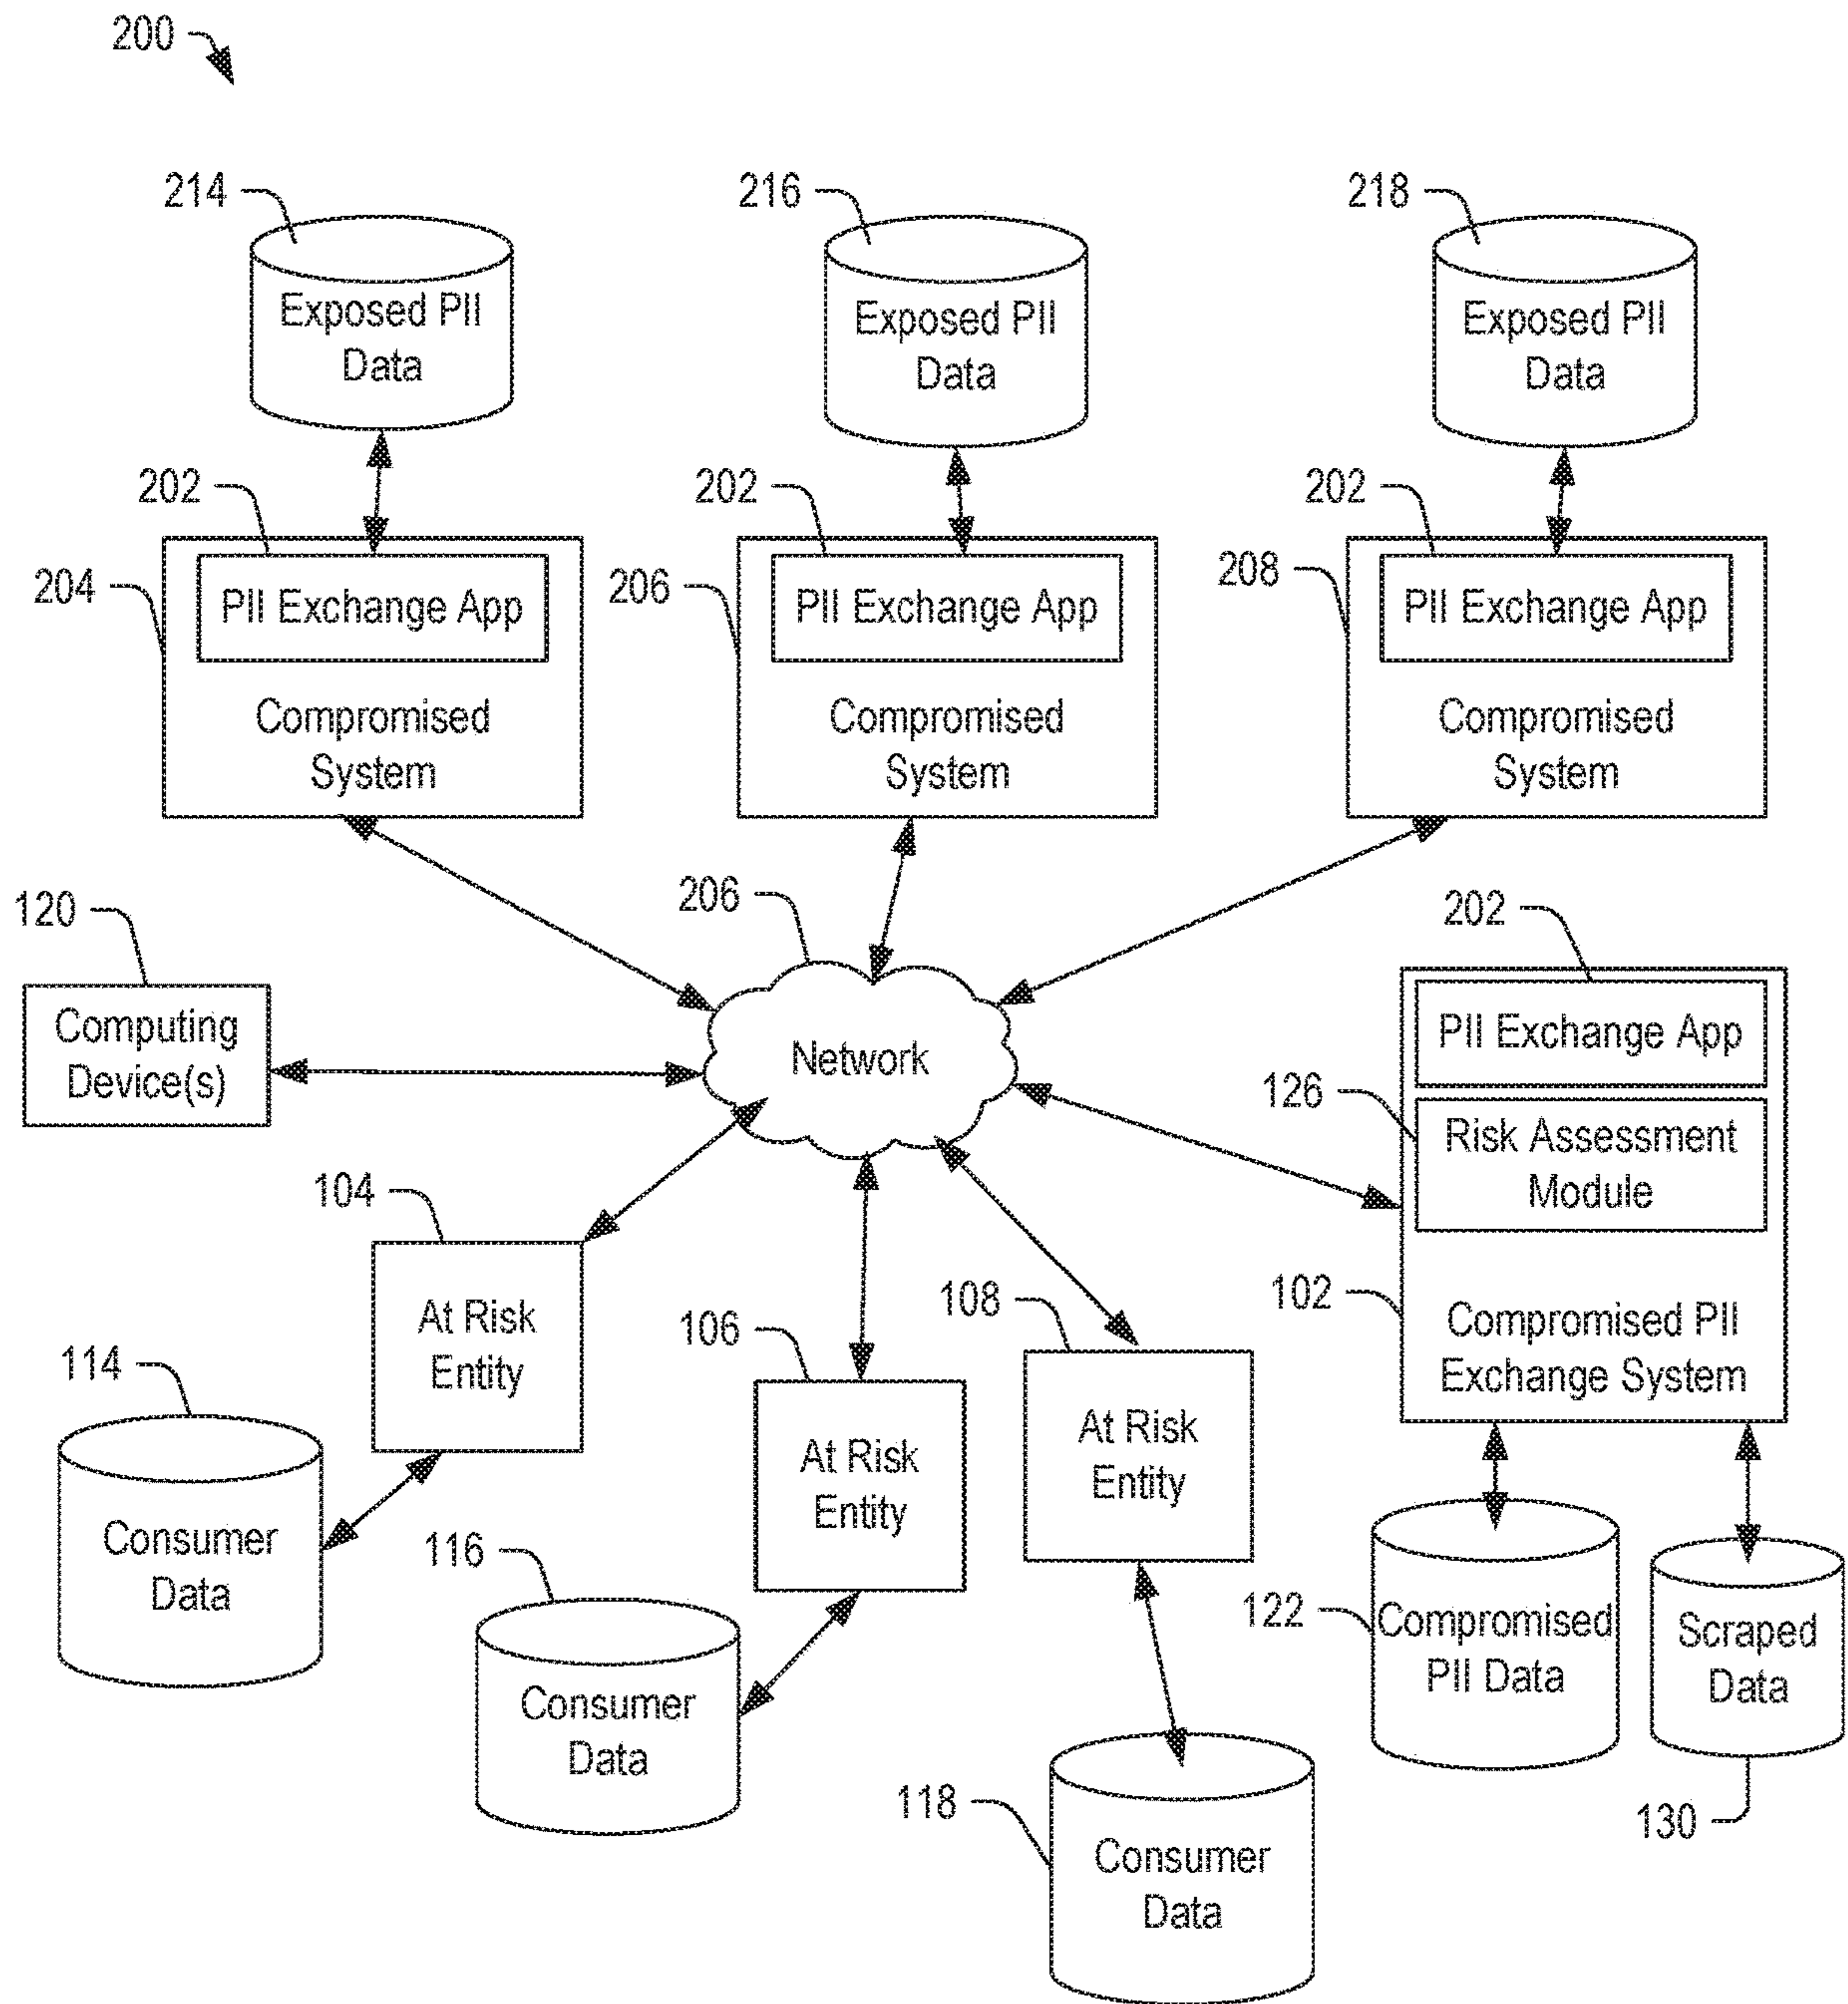 200
214
216
218
Exposed PII
Data
Exposed PII
Data
Exposed PII
Data
202
202
202
204
PII Exchange App
206
PII Exchange App
208
PII Exchange App
Compromised
System
Compromised
System
Compromised
System
120
206
202
Computing
Device(s)
Network
PII Exchange App
126
Risk Assessment
Module
104
At Risk
Entity
106
108
102
Compromised PII
Exchange System
114
At Risk
Entity
At Risk
Entity
Consumer
Data
116
122
Compromised
PII Data
Scraped
Data
Consumer
Data
118
130
Consumer
Data